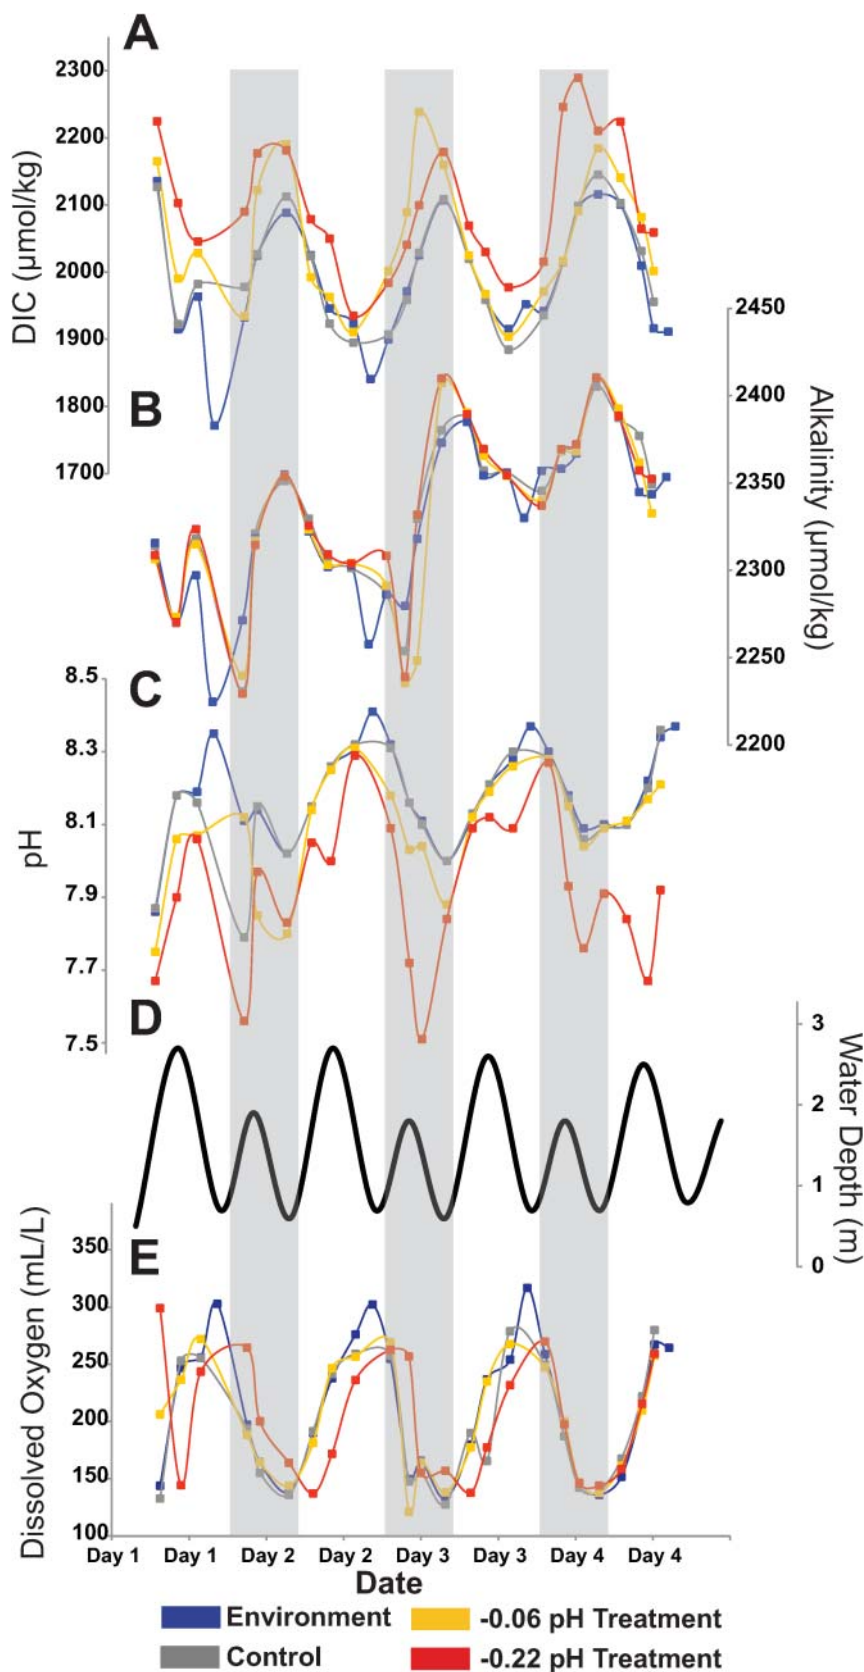 A
2300
2200
2100
2000
1900
1800
1700
DIC (µmol/kg)
B
2450
2400
2350
2300
2250
2200
Alkalinity (µmol/kg)
C
8.5
8.3
8.1
7.9
7.7
7.5
pH
D
3
2
1
0
Water Depth (m)
E
350
300
250
200
150
100
Dissolved Oxygen (mL/L)
Day 1 Day 1 Day 2 Day 2 Day 3 Day 3 Day 4 Day 4
Date
Environment -0.06 pH Treatment
Control -0.22 pH Treatment